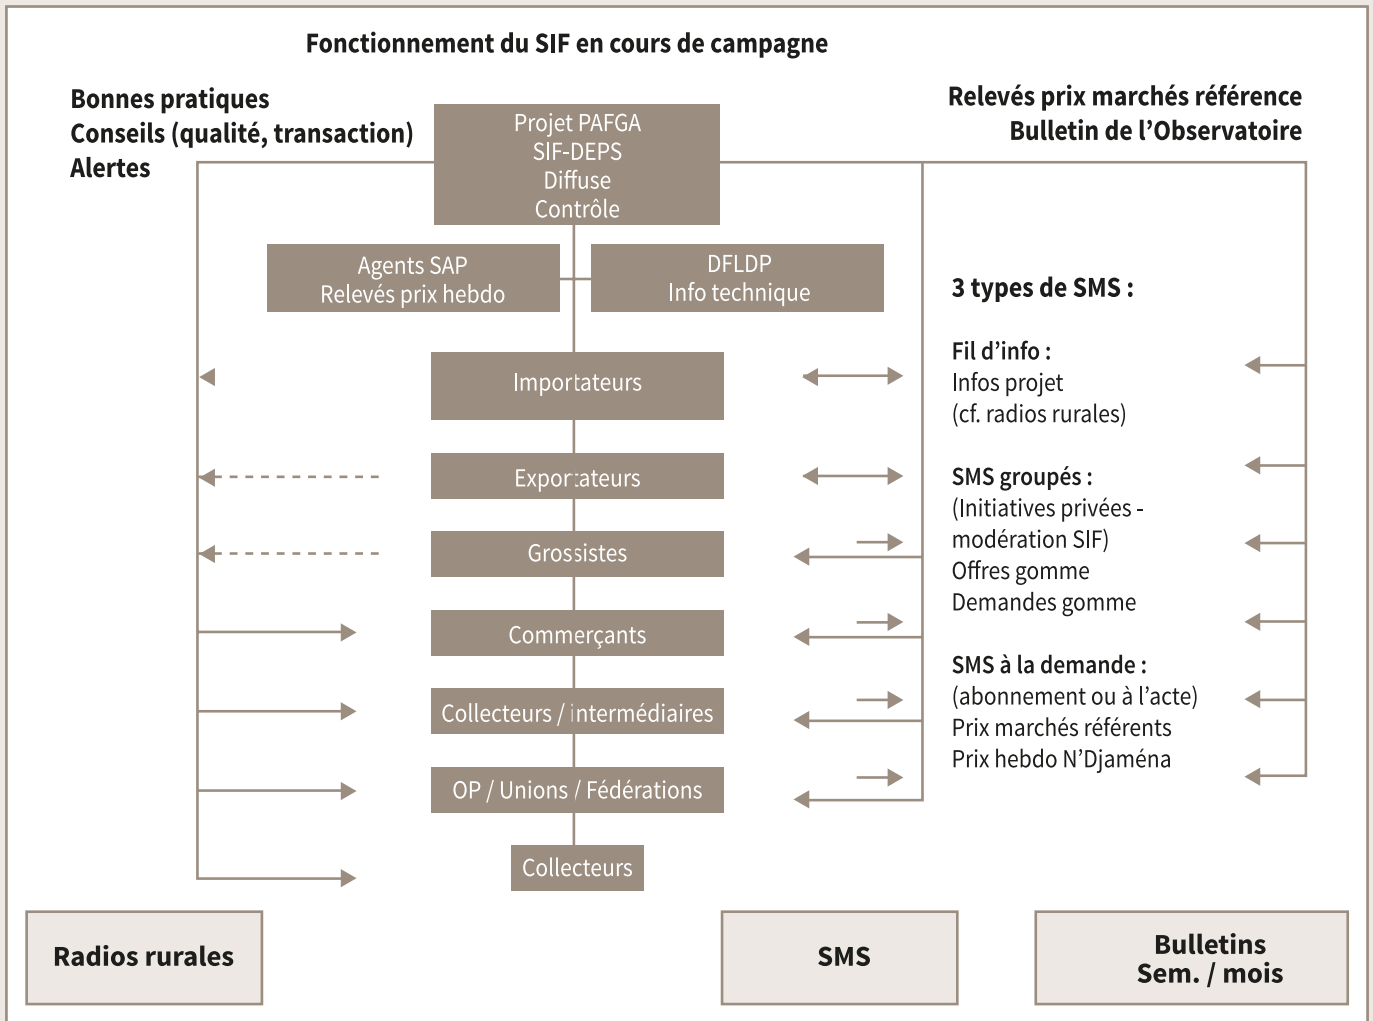 Fonctionnement du SIF en cours de campagne
Bonnes pratiques
Conseils (qualité, transaction)
Alertes
Relevés prix marchés référence
Bulletin de l’Observatoire
Projet PAFGA
SIF-DEPS
Diffuse
Contrôle
Agents SAP
Relevés prix hebdo
DFLDP
Info technique
Importateurs
Exportateurs
Grossistes
Commerçants
Collecteurs / intermédiaires
OP / Unions / Fédérations
Collecteurs
3 types de SMS :
Fil d’info :
Infos projet
(cf. radios rurales)
SMS groupés :
(Initiatives privées -
modération SIF)
Offres gomme
Demandes gomme
SMS à la demande :
(abonnement ou à l’acte)
Prix marchés référents
Prix hebdo N’Djaména
Radios rurales
SMS
Bulletins
Sem. / mois